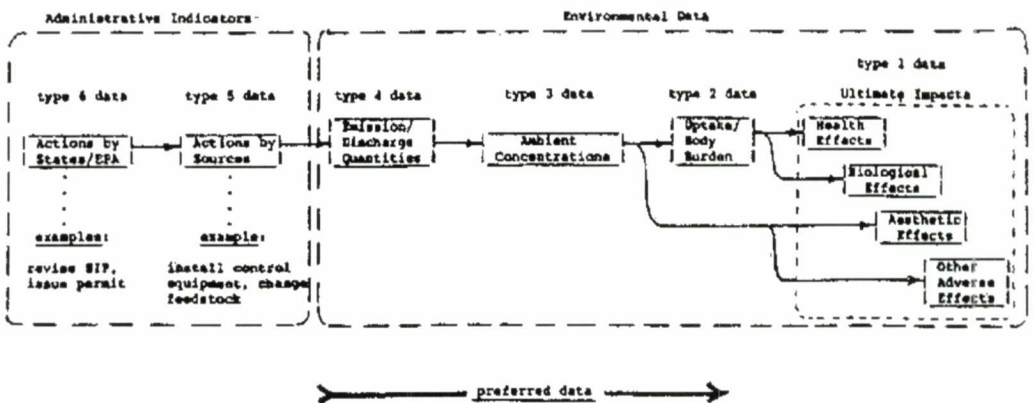 Administrative Indicators
Environmental Data
type 1 data
type 6 data
type 5 data
type 4 data
type 3 data
type 2 data
Ultimate Impacts
Actions by
States/EPA
Actions by
Sources
Emission/
Discharge
Quantities
Ambient
Concentrations
Uptake/
Body
Burden
Health
Effects
Biological
Effects
Aesthetic
Effects
Other
Adverse
Effects
examples:
revise SIP,
issue permit
example:
install control
equipment, change
feedstock
preferred data